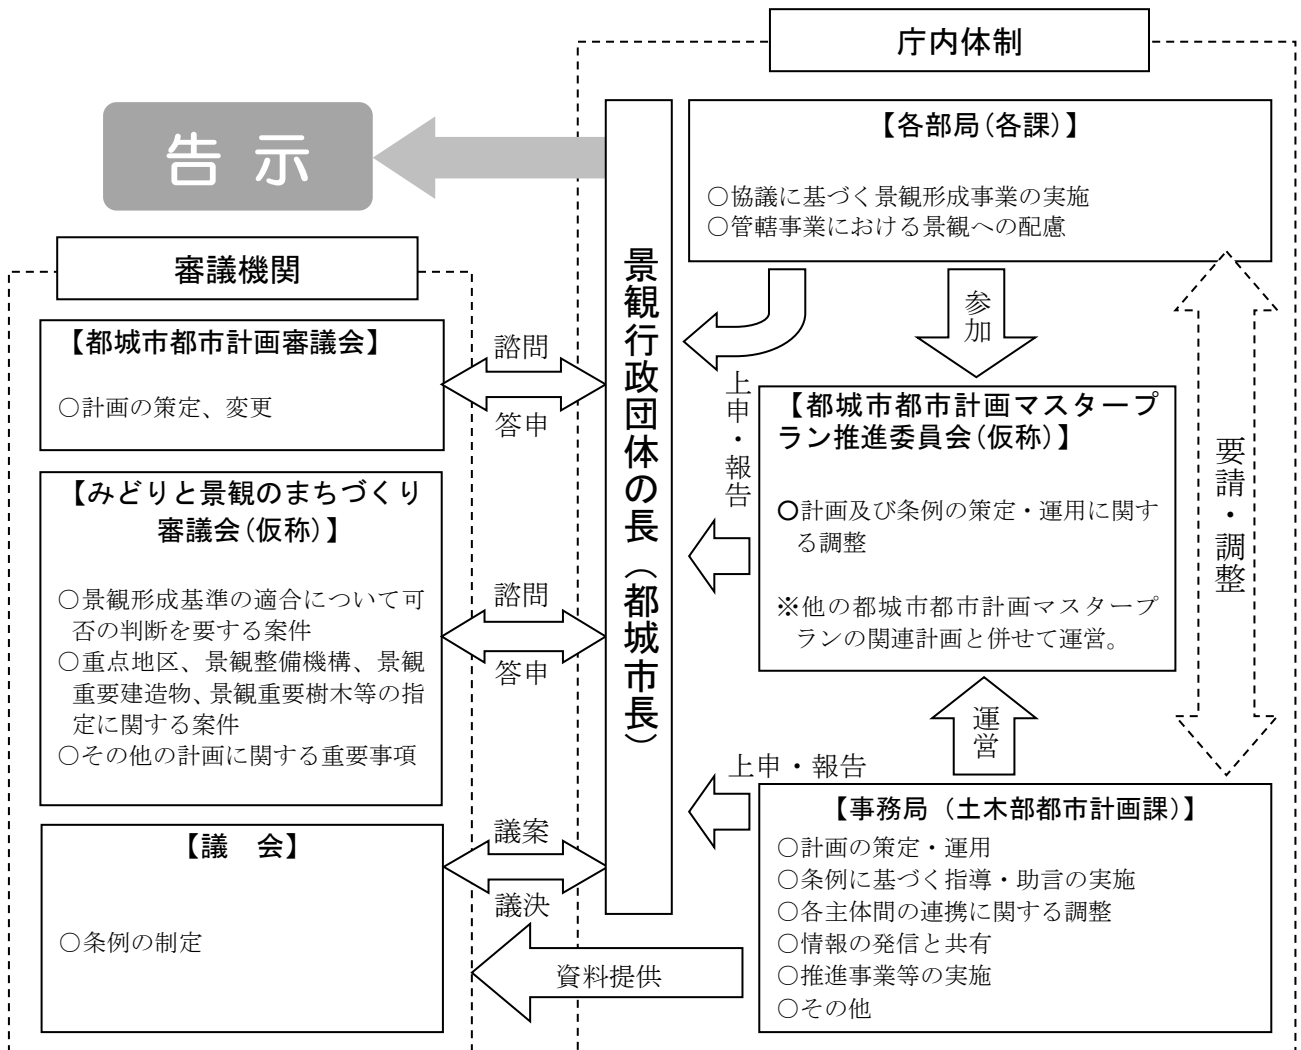 庁内体制
告示
【各部局(各課)】
○協議に基づく景観形成事業の実施
○管轄事業における景観への配慮
審議機関
【都城市都市計画審議会】
○計画の策定、変更
諮問
答申
景観行政団体の長（都城市長）
参加
上申・報告
【都城市都市計画マスタープ
ラン推進委員会(仮称)】
○計画及び条例の策定・運用に関す
る調整
※他の都城市都市計画マスタープ
ランの関連計画と併せて運営。
要請・調整
【みどりと景観のまちづくり
審議会(仮称)】
○景観形成基準の適合について可
否の判断を要する案件
○重点地区、景観整備機構、景観
重要建造物、景観重要樹木等の指
定に関する案件
○その他の計画に関する重要事項
諮問
答申
運営
上申・報告
【議　会】
○条例の制定
議案
議決
資料提供
【事務局（土木部都市計画課）】
○計画の策定・運用
○条例に基づく指導・助言の実施
○各主体間の連携に関する調整
○情報の発信と共有
○推進事業等の実施
○その他